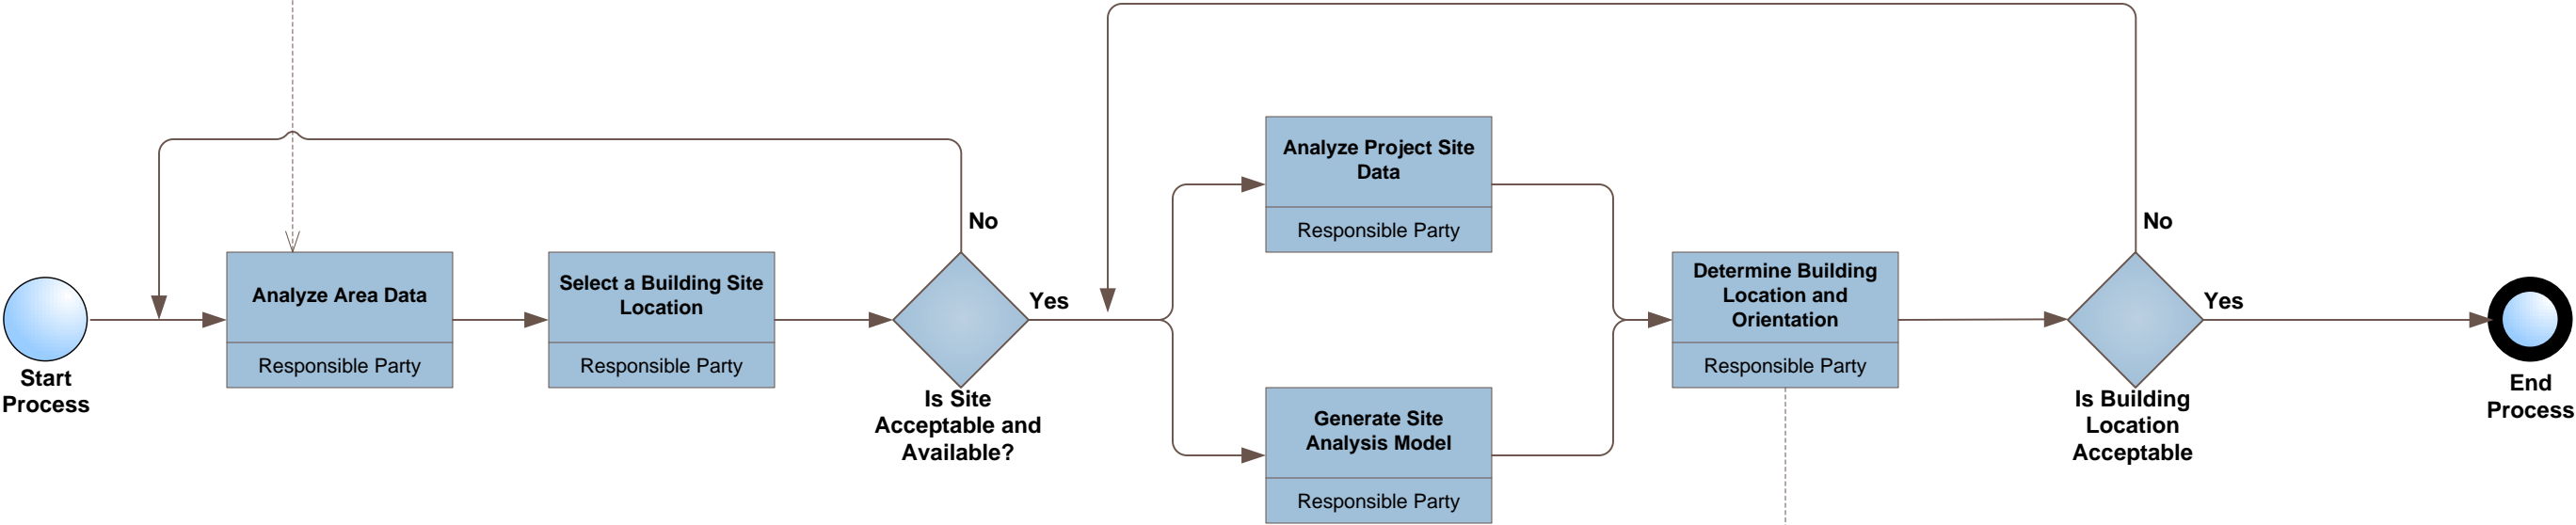 Start
Process
Analyze Area Data
Responsible Party
Select a Building Site
Location
Responsible Party
No
Yes
Is Site
Acceptable and
Available?
Analyze Project Site
Data
Responsible Party
Generate Site
Analysis Model
Responsible Party
Determine Building
Location and
Orientation
Responsible Party
No
Yes
Is Building
Location
Acceptable
End
Process